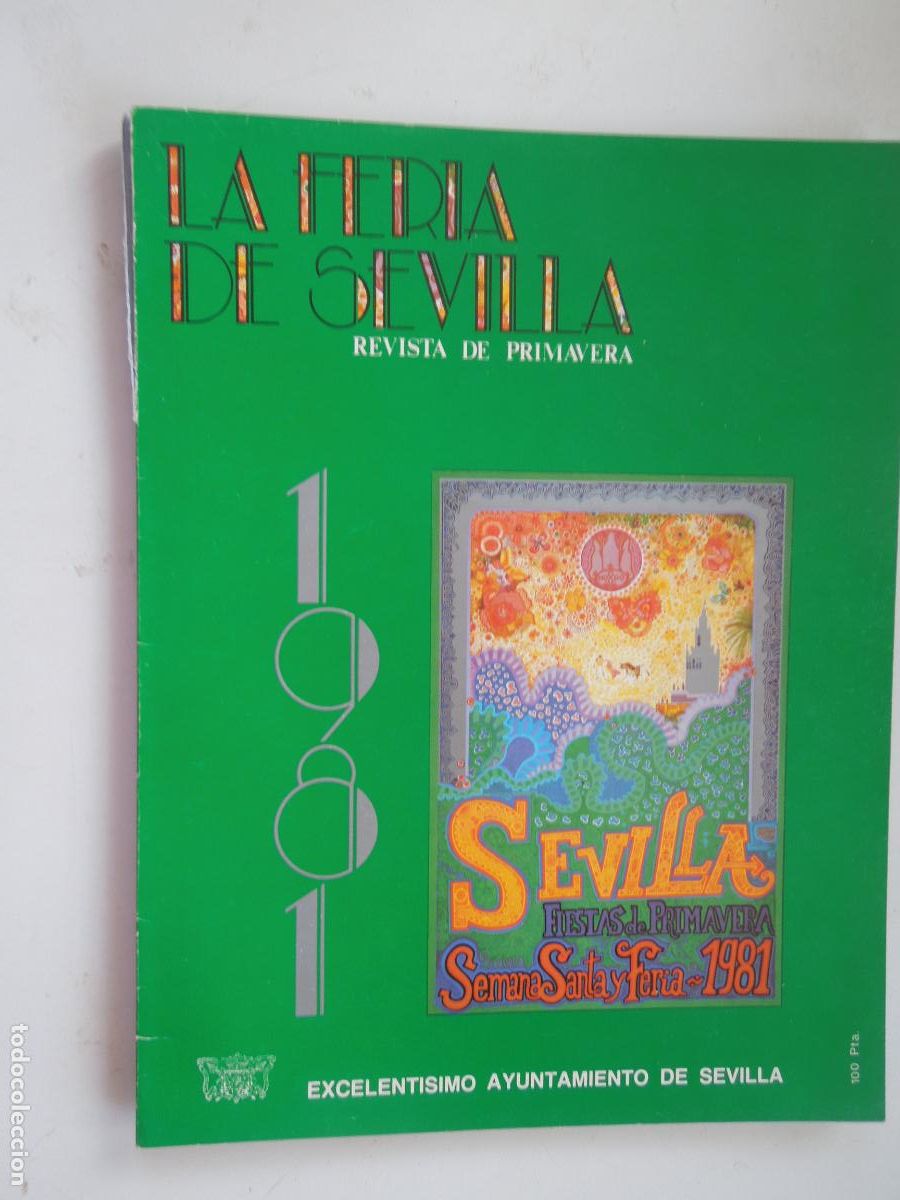 LA FERIA
DE SEVILLA
REVISTA DE PRIMAVERA
1981
SEVILLA
FIESTAS de PRIMAVERA
Semana Santa y Feria ~ 1981
EXCELENTISIMO AYUNTAMIENTO DE SEVILLA
100 Pta.
todocoleccion.net